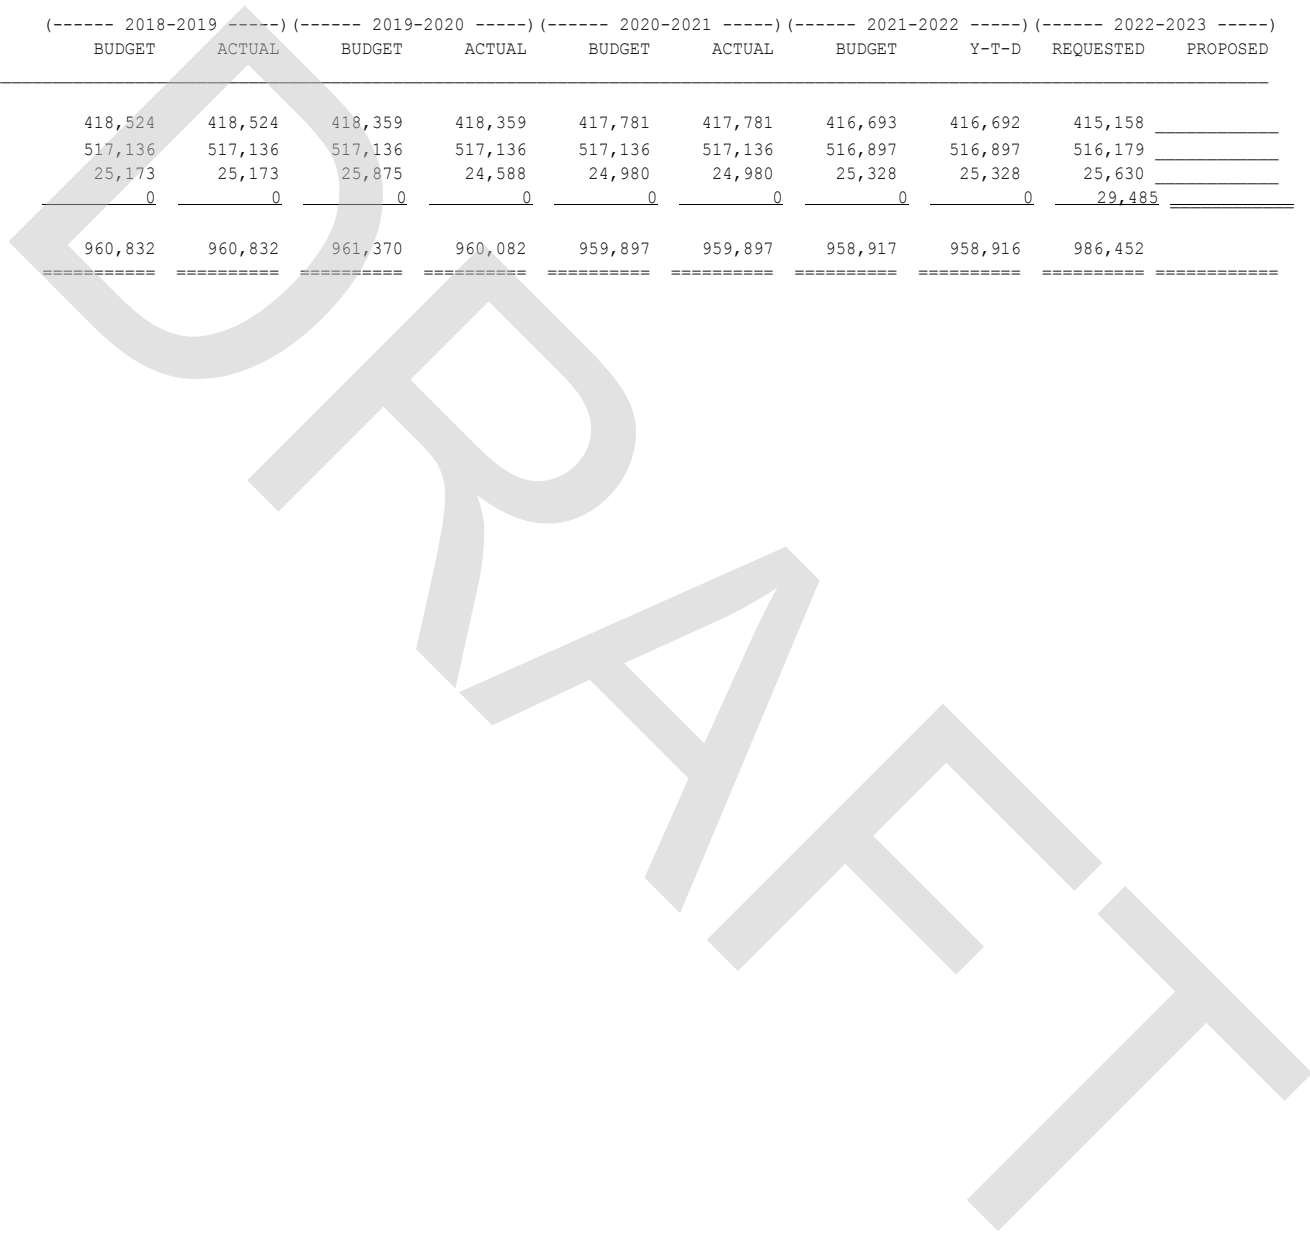 (------ 2018-2019 -----)(------ 2019-2020 -----)(------ 2020-2021 -----)(------ 2021-2022 -----)(------ 2022-2023 -----)
BUDGET ACTUAL BUDGET ACTUAL BUDGET ACTUAL BUDGET Y-T-D REQUESTED PROPOSED
418,524 418,524 418,359 418,359 417,781 417,781 416,693 416,692 415,158 ____________
517,136 517,136 517,136 517,136 517,136 517,136 516,897 516,897 516,179 ____________
25,173 25,173 25,875 24,588 24,980 24,980 25,328 25,328 25,630 ____________
0 0 0 0 0 0 0 0 29,485 ____________
960,832 960,832 961,370 960,082 959,897 959,897 958,917 958,916 986,452
=========== ========== ========== ========== ========== ========== ========== ========== ========== ============
DRAFT